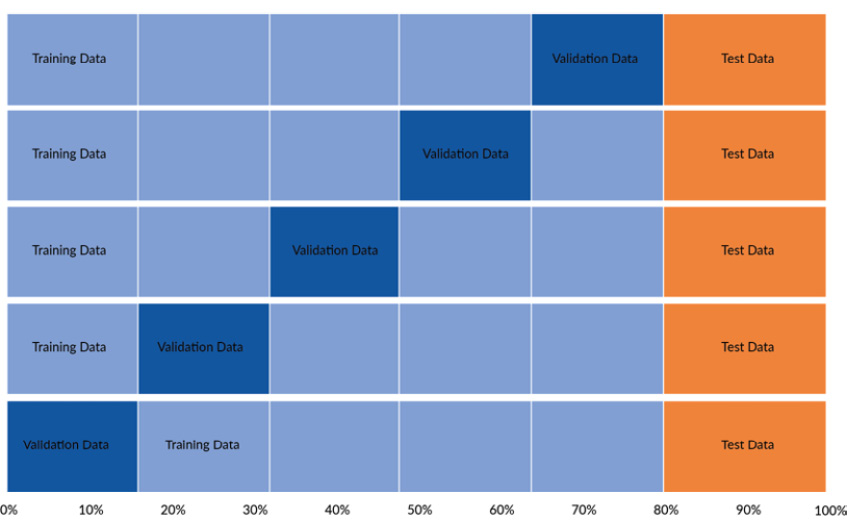 Training Data Validation Data Test Data
Training Data Validation Data Test Data
Training Data Validation Data Test Data
Training Data Validation Data Test Data
Validation Data Training Data Test Data
0% 10% 20% 30% 40% 50% 60% 70% 80% 90% 100%